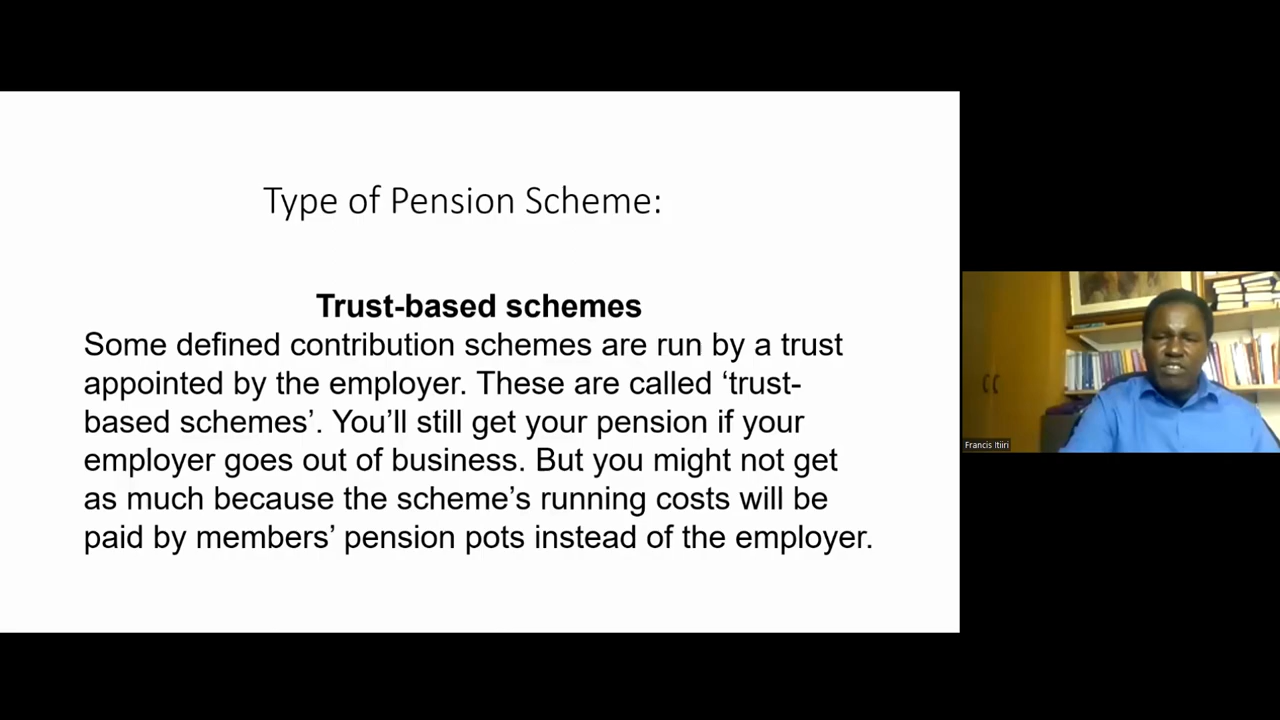 Type of Pension Scheme:
Trust-based schemes
Some defined contribution schemes are run by a trust
appointed by the employer. These are called ‘trust-
based schemes’. You’ll still get your pension if your
employer goes out of business. But you might not get
as much because the scheme’s running costs will be
paid by members’ pension pots instead of the employer.
Francis Itiiri